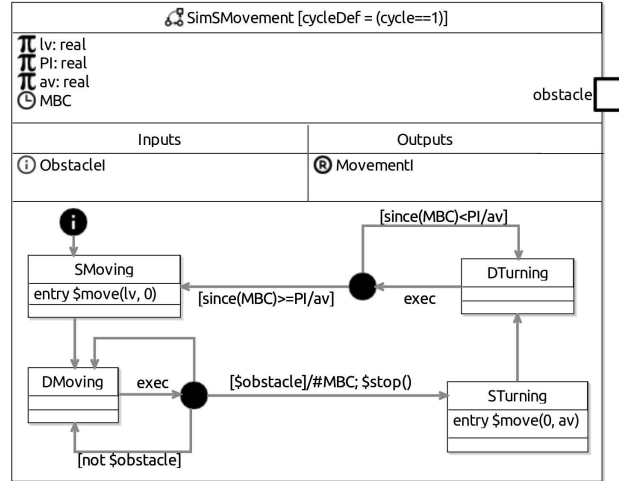 SimSMovement [cycleDef = (cycle==1)]
π lv: real
π PI: real
π av: real
MBC
obstacle
Inputs
Outputs
i ObstacleI
R MovementI
i
[since(MBC)<PI/av]
SMoving
entry $move(lv, 0)
[since(MBC)>=PI/av]
exec
DTurning
DMoving
exec
[$obstacle]/#MBC; $stop()
STurning
entry $move(0, av)
[not $obstacle]